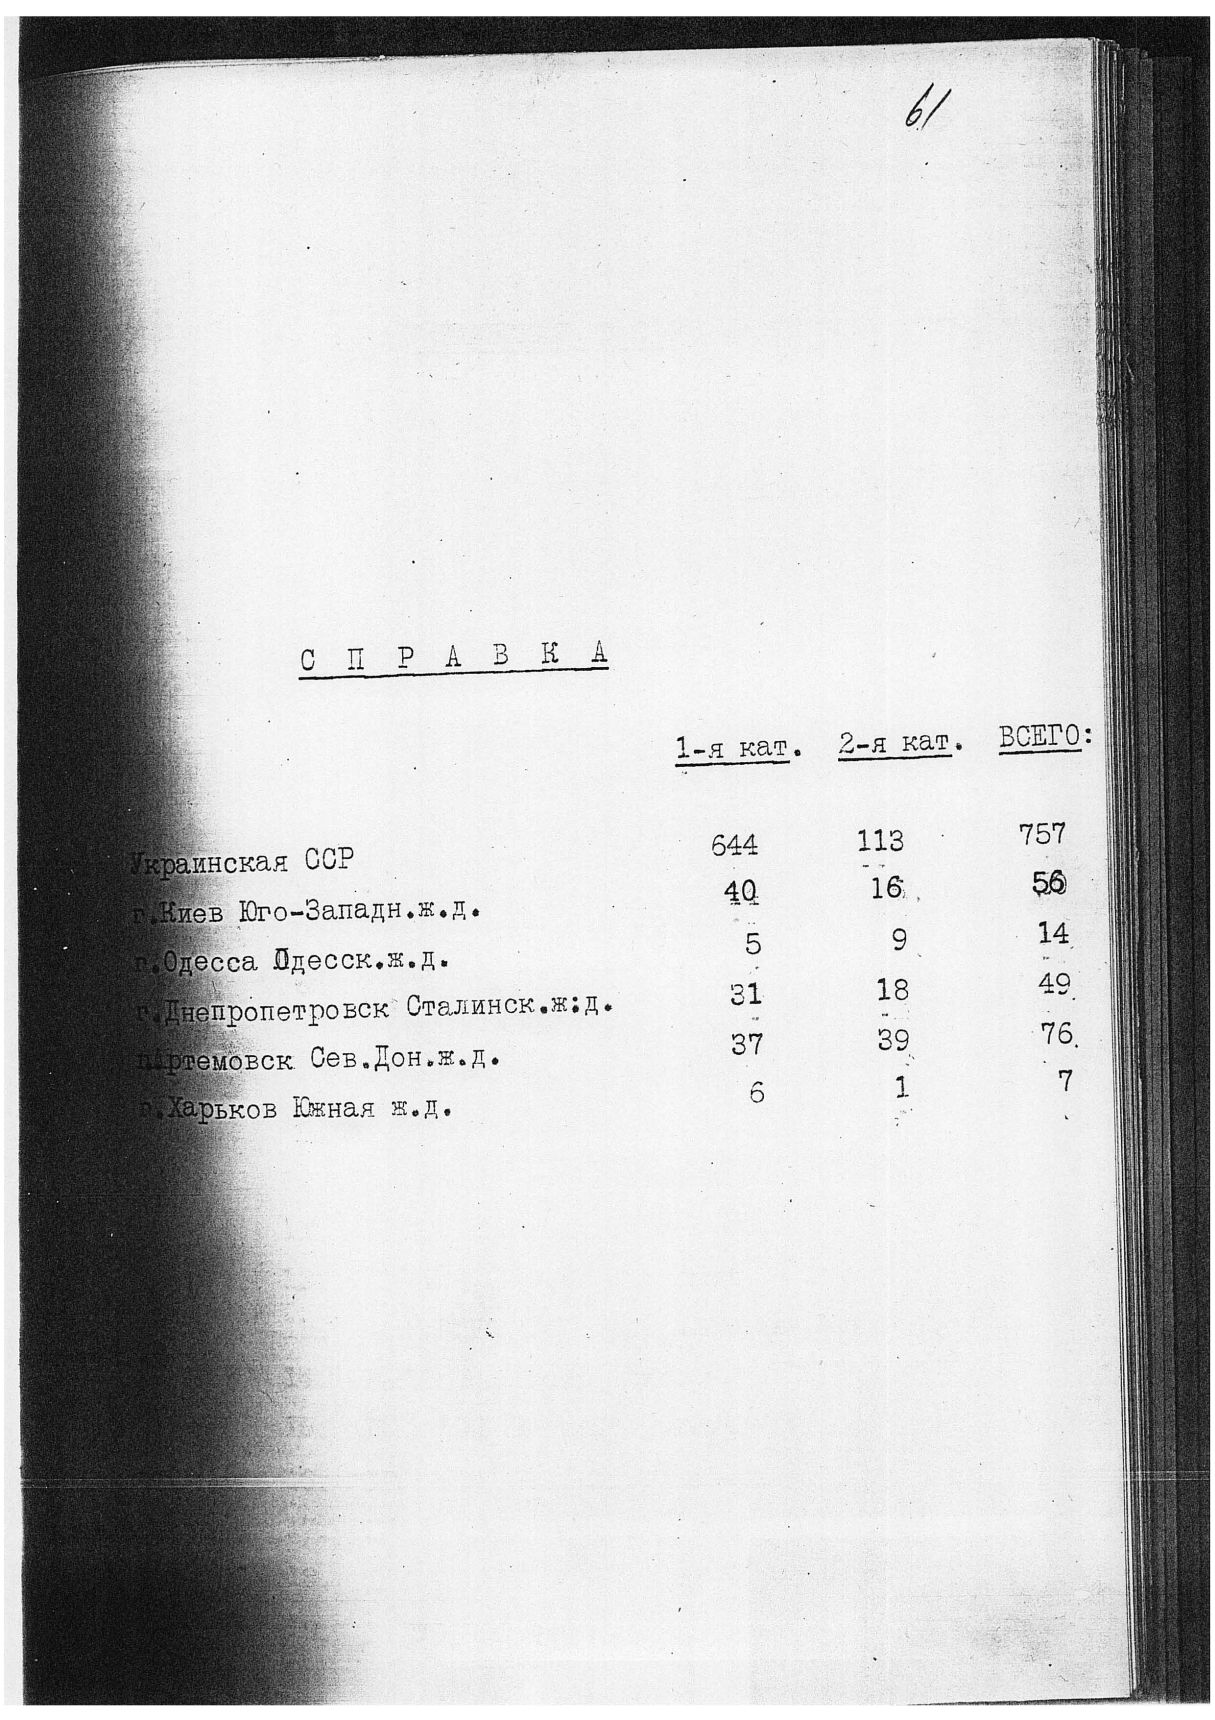 61
С П Р А В К А
1-я кат. 2-я кат. ВСЕГО:
Украинская ССР 644 113 757
г.Киев Юго-Западн.ж.д. 40 16 56
г.Одесса Одесск.ж.д. 5 9 14
г.Днепропетровск Сталинск.ж:д. 31 18 49
г.Артемовск Сев.Дон.ж.д. 37 39 76
г.Харьков Южная ж.д. 6 1 7